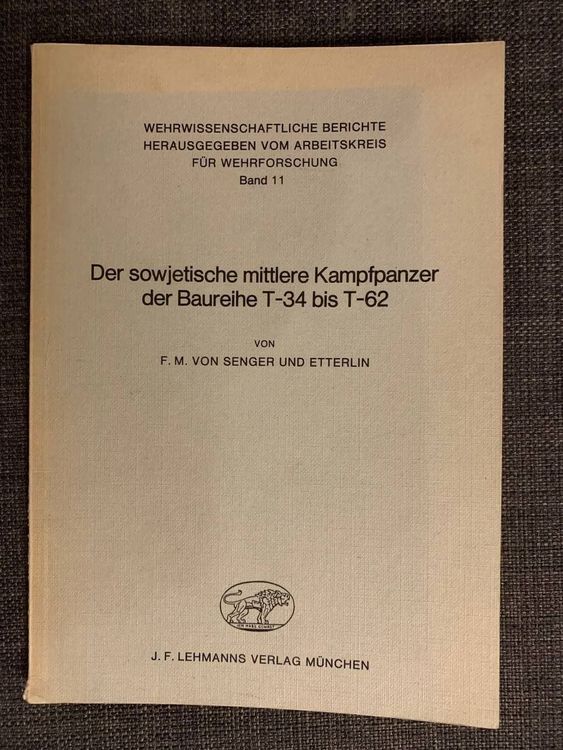 WEHRWISSENSCHAFTLICHE BERICHTE
HERAUSGEGEBEN VOM ARBEITSKREIS
FÜR WEHRFORSCHUNG
Band 11
Der sowjetische mittlere Kampfpanzer
der Baureihe T-34 bis T-62
VON
F. M. VON SENGER UND ETTERLIN
J. F. LEHMANNS VERLAG MÜNCHEN